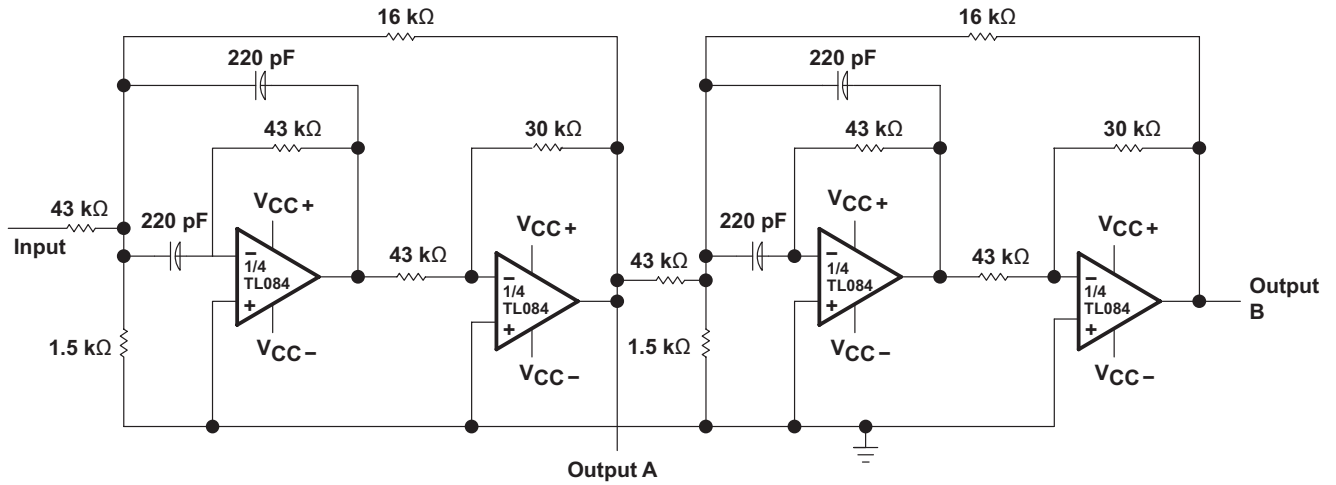 16 kΩ
16 kΩ
220 pF
220 pF
43 kΩ
30 kΩ
43 kΩ
30 kΩ
43 kΩ
Input
220 pF
VCC+
−
1/4
TL084
+
VCC−
1.5 kΩ
43 kΩ
VCC+
−
1/4
TL084
+
VCC−
43 kΩ
220 pF
VCC+
−
1/4
TL084
+
VCC−
1.5 kΩ
43 kΩ
VCC+
−
1/4
TL084
+
VCC−
Output
B
Output A